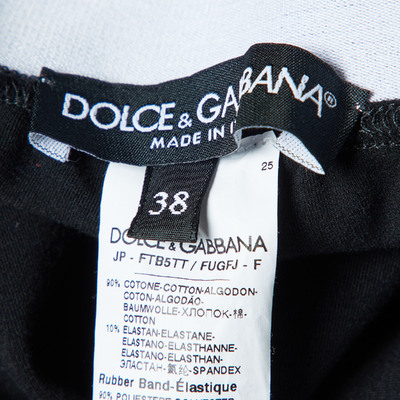 DOLCE & GABBANA®
MADE IN
25
38
DOLCE & GABBANA
JP - FTB5TT / FUGFJ - F
90% COTONE-COTTON-ALGODON-
COTON-ALGODÃO-
BAUMWOLLE-ХЛОПОК-棉-
COTTON
10% ELASTAN-ELASTANE-
ELASTANO-ELASTHAN-
ELASTANO-ELASTHANNE-
ЭЛАСТАН-氨纶-SPANDEX
Rubber Band-Élastique